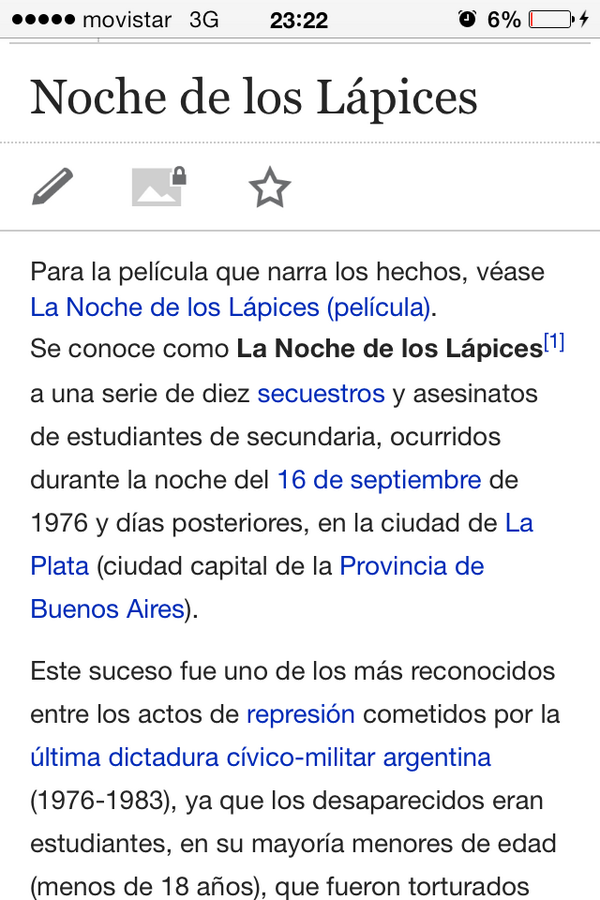 movistar 3G 23:22 6%
Noche de los Lápices
Para la película que narra los hechos, véase
La Noche de los Lápices (película).
Se conoce como La Noche de los Lápices[1]
a una serie de diez secuestros y asesinatos
de estudiantes de secundaria, ocurridos
durante la noche del 16 de septiembre de
1976 y días posteriores, en la ciudad de La
Plata (ciudad capital de la Provincia de
Buenos Aires).
Este suceso fue uno de los más reconocidos
entre los actos de represión cometidos por la
última dictadura cívico-militar argentina
(1976-1983), ya que los desaparecidos eran
estudiantes, en su mayoría menores de edad
(menos de 18 años), que fueron torturados